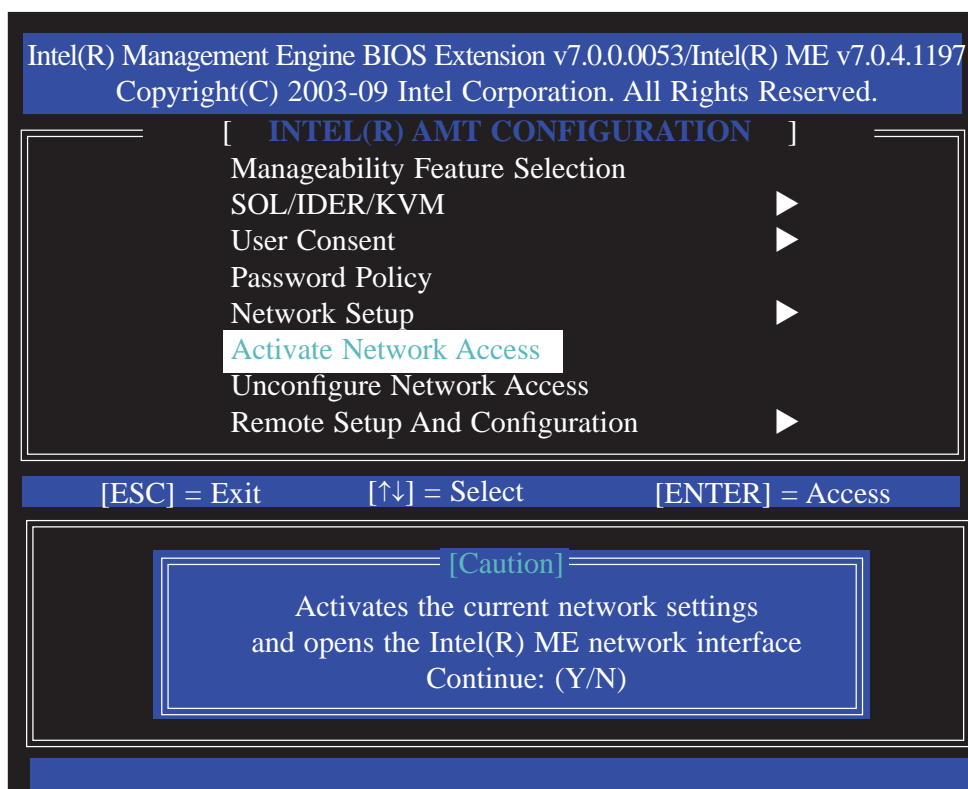 Intel(R) Management Engine BIOS Extension v7.0.0.0053/Intel(R) ME v7.0.4.1197
Copyright(C) 2003-09 Intel Corporation. All Rights Reserved.
[ INTEL(R) AMT CONFIGURATION ]
Manageability Feature Selection
SOL/IDER/KVM ▶
User Consent ▶
Password Policy
Network Setup ▶
Activate Network Access
Unconfigure Network Access
Remote Setup And Configuration ▶
[ESC] = Exit [↑↓] = Select [ENTER] = Access
[Caution]
Activates the current network settings
and opens the Intel(R) ME network interface
Continue: (Y/N)